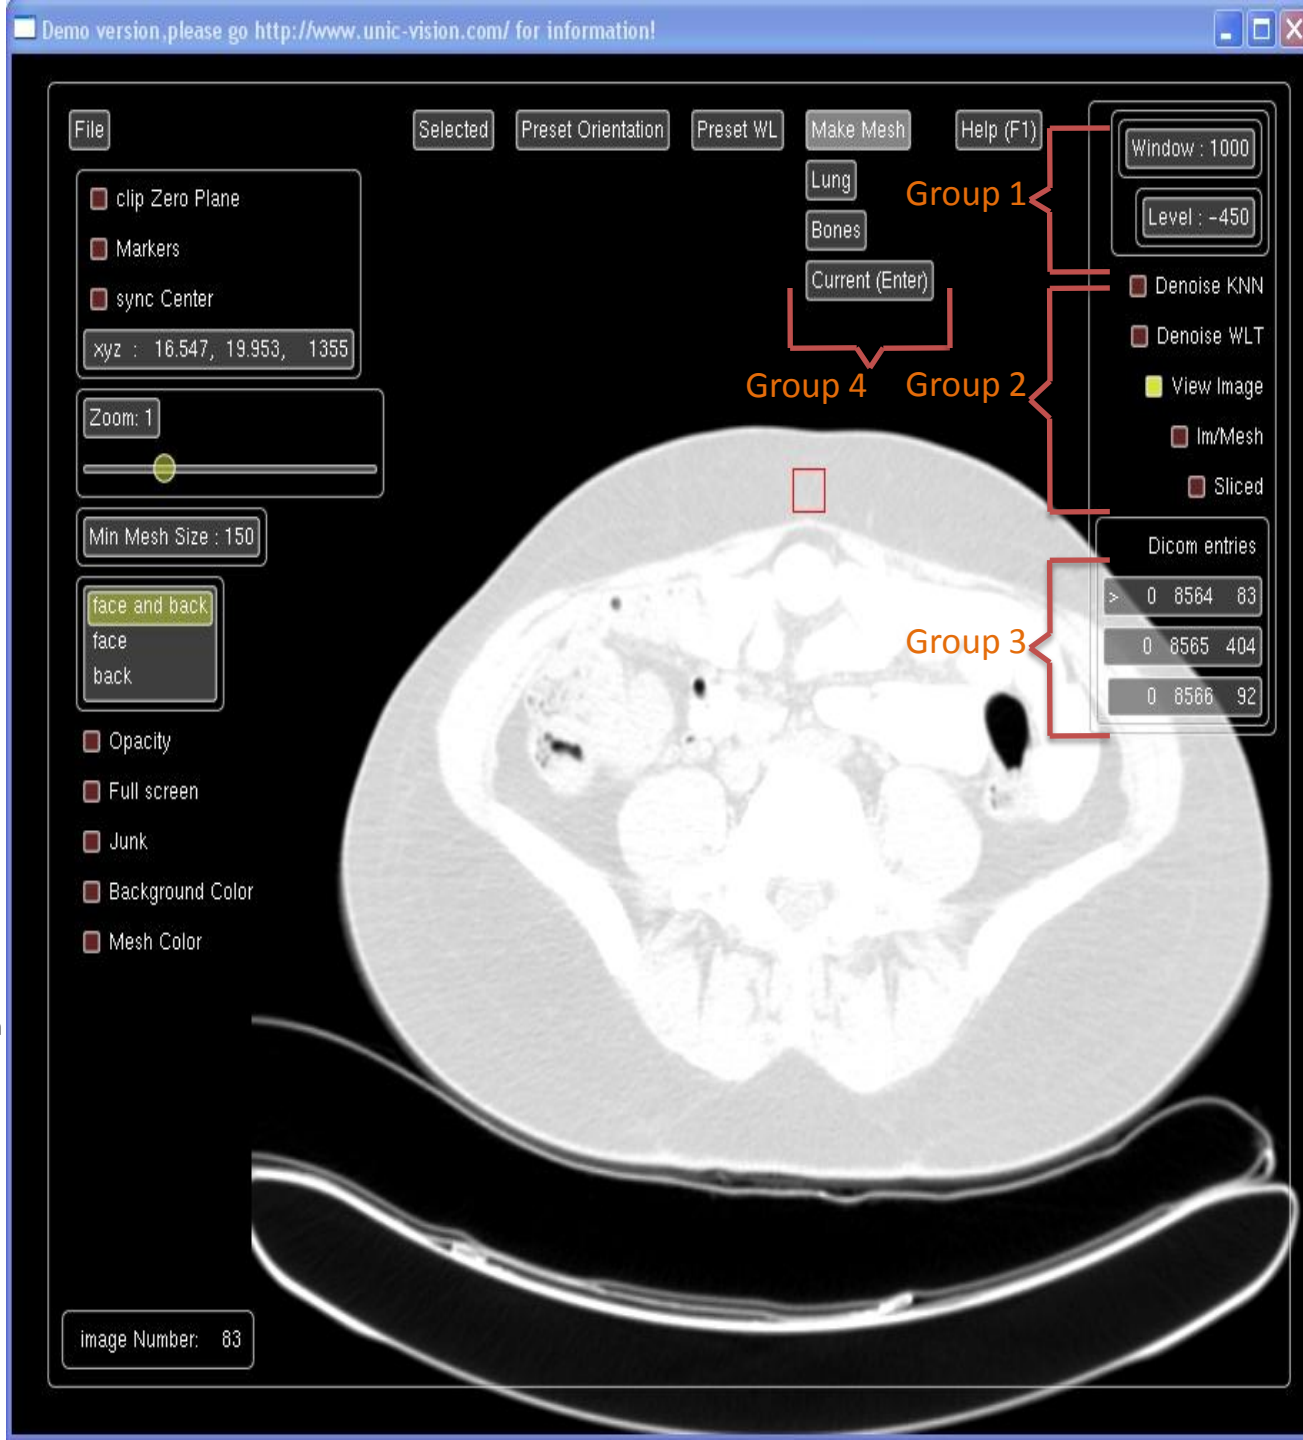 Demo version,please go http://www.unic-vision.com/ for information!
File Selected Preset Orientation Preset WL Make Mesh Help (F1)
Lung
Bones
Current (Enter)
clip Zero Plane
Markers
sync Center
xyz : 16.547, 19.953, 1355
Zoom: 1
Min Mesh Size : 150
face and back
face
back
Opacity
Full screen
Junk
Background Color
Mesh Color
image Number: 83
Group 1
Group 4
Group 2
Group 3
Window : 1000
Level : -450
Denoise KNN
Denoise WLT
View Image
Im/Mesh
Sliced
Dicom entries
> 0 8564 83
0 8565 404
0 8566 92